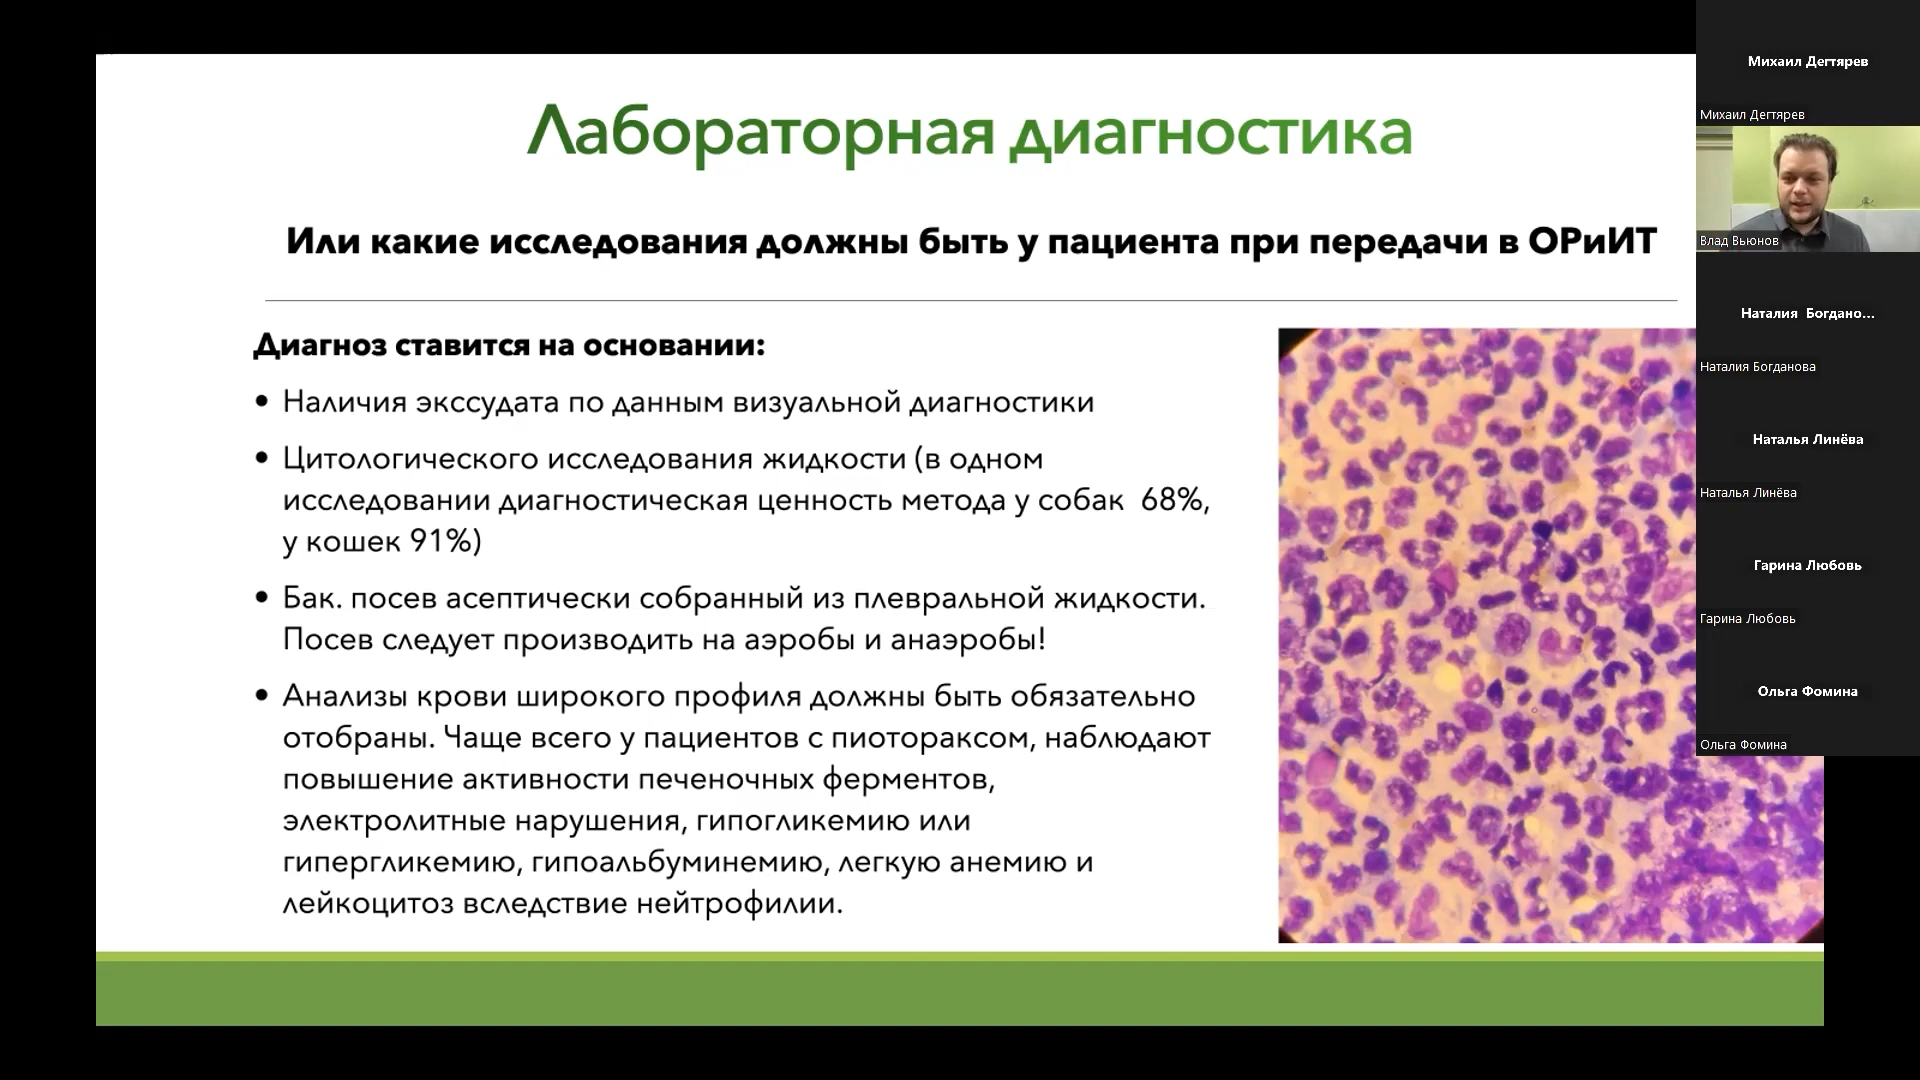 Лабораторная диагностика
Или какие исследования должны быть у пациента при передачи в ОРиИТ
Диагноз ставится на основании:
• Наличия экссудата по данным визуальной диагностики
• Цитологического исследования жидкости (в одном
исследовании диагностическая ценность метода у собак 68%,
у кошек 91%)
• Бак. посев асептически собранный из плевральной жидкости.
Посев следует производить на аэробы и анаэробы!
• Анализы крови широкого профиля должны быть обязательно
отобраны. Чаще всего у пациентов с пиотораксом, наблюдают
повышение активности печеночных ферментов,
электролитные нарушения, гипогликемию или
гипергликемию, гипоальбуминемию, легкую анемию и
лейкоцитоз вследствие нейтрофилии.
Михаил Дегтярев
Михаил Дегтярев
Влад Вьюнов
Наталия Богдано...
Наталия Богданова
Наталья Линёва
Наталья Линёва
Гарина Любовь
Гарина Любовь
Ольга Фомина
Ольга Фомина